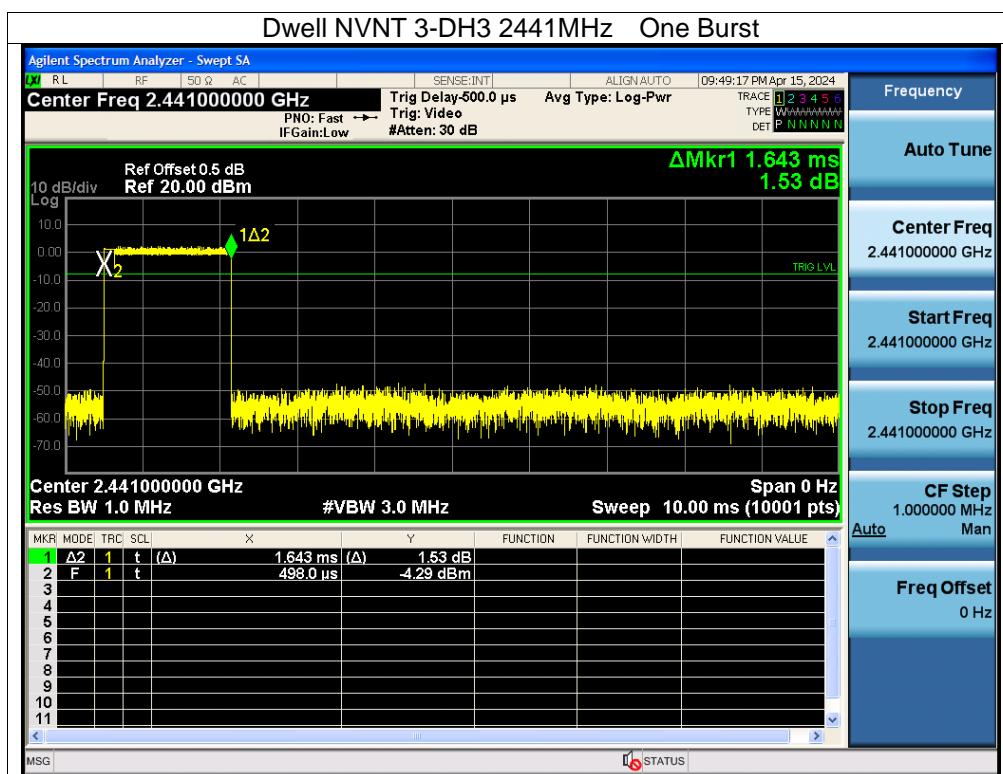 Dwell NVNT 3-DH3 2441MHz One Burst
Agilent Spectrum Analyzer - Swept SA
LXI RL RF 50 Ω AC SENSE:INT ALIGN AUTO 09:49:17 PM Apr 15, 2024
Center Freq 2.441000000 GHz Trig Delay-500.0 µs Avg Type: Log-Pwr TRACE 1 2 3 4 5 6
PNO: Fast Trig: Video TYPE WWWWWW
IFGain:Low #Atten: 30 dB DET P N N N N N
Frequency
Auto Tune
Center Freq
2.441000000 GHz
Start Freq
2.441000000 GHz
Stop Freq
2.441000000 GHz
CF Step
1.000000 MHz
Auto Man
Freq Offset
0 Hz
ΔMkr1 1.643 ms
1.53 dB
Ref Offset 0.5 dB
10 dB/div Ref 20.00 dBm
Log
10.0
0.00
-10.0
-20.0
-30.0
-40.0
-50.0
-60.0
-70.0
1Δ2
X2
TRIG LVL
Center 2.441000000 GHz Span 0 Hz
Res BW 1.0 MHz #VBW 3.0 MHz Sweep 10.00 ms (10001 pts)
MKR MODE TRC SCL X Y FUNCTION FUNCTION WIDTH FUNCTION VALUE
1 Δ2 1 t (Δ) 1.643 ms (Δ) 1.53 dB
2 F 1 t 498.0 µs -4.29 dBm
3
4
5
6
7
8
9
10
11
MSG STATUS